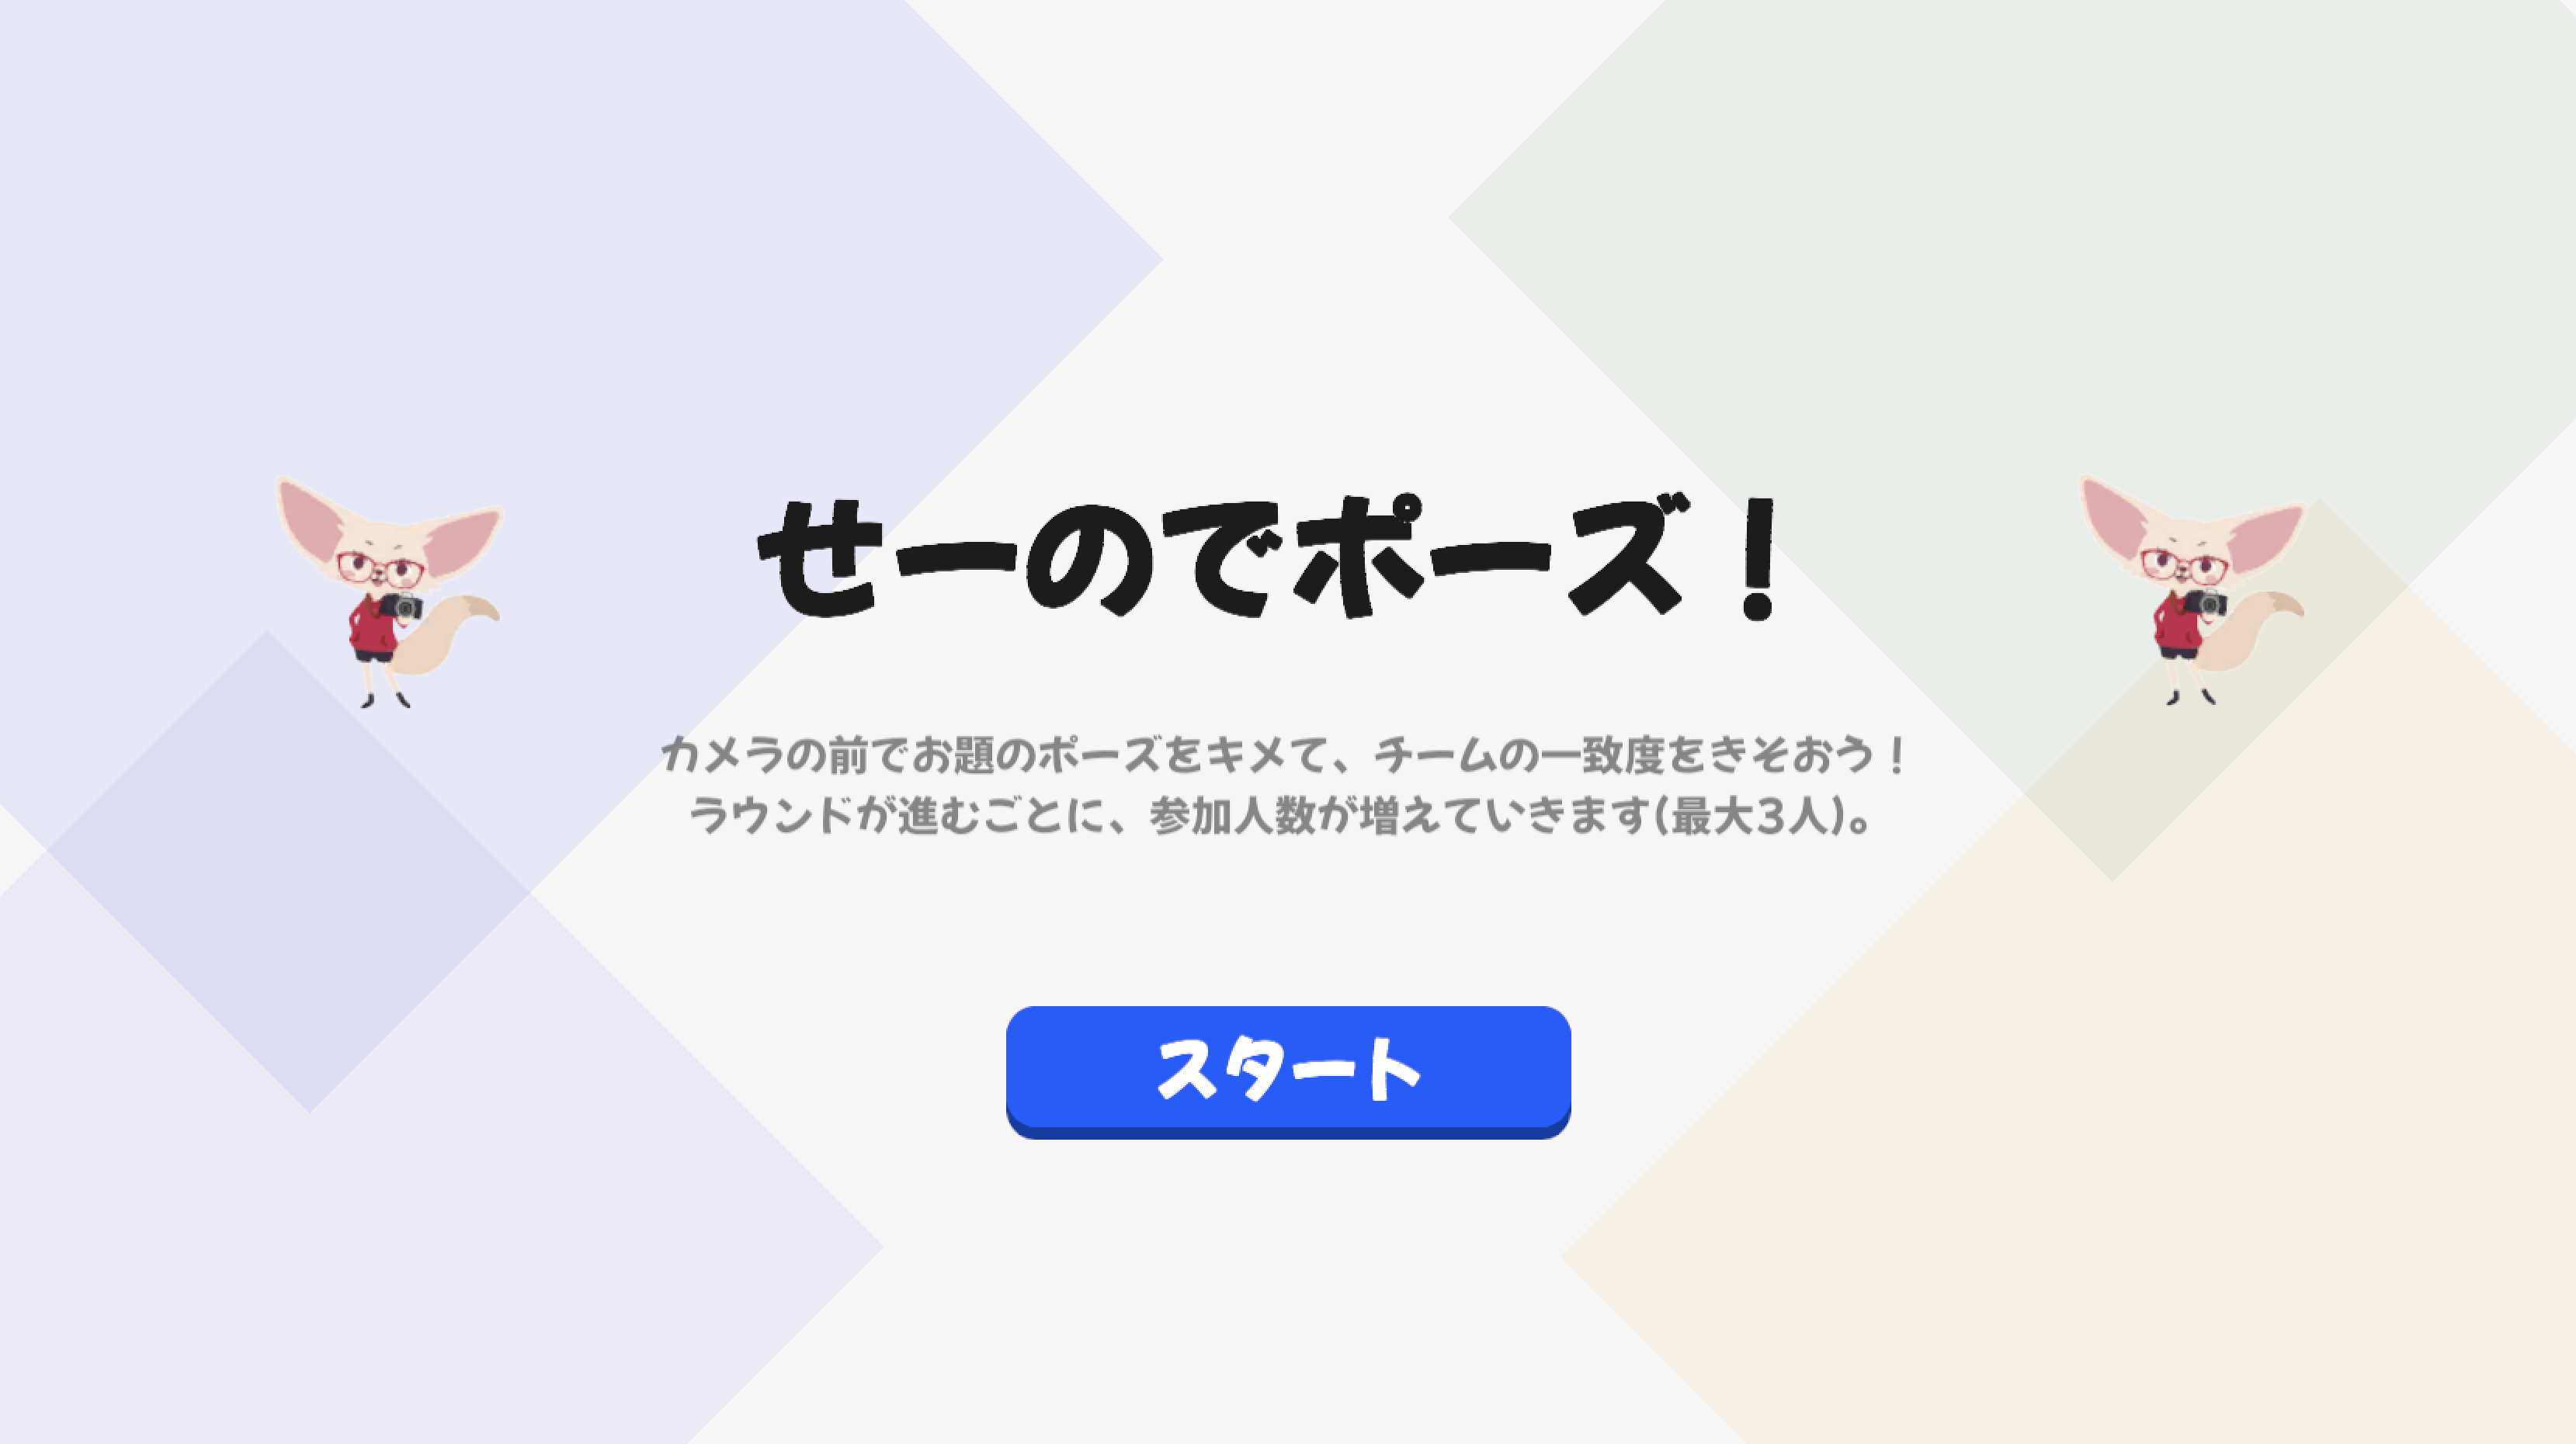 せーのでポーズ！
カメラの前でお題のポーズをキメて、チームの一致度をきそおう！
ラウンドが進むごとに、参加人数が増えていきます(最大3人)。
スタート